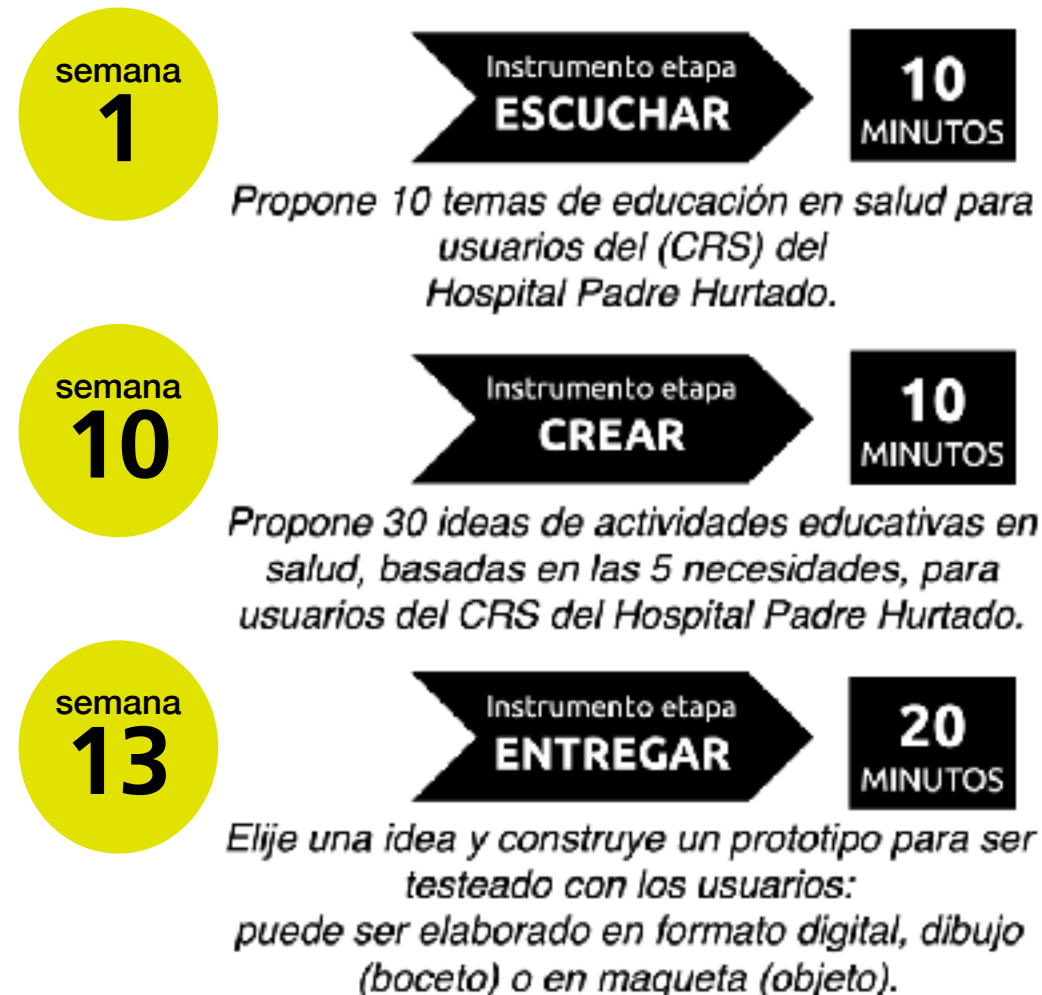 semana
1
Instrumento etapa
ESCUCHAR
10
MINUTOS
Propone 10 temas de educación en salud para
usuarios del (CRS) del
Hospital Padre Hurtado.
semana
10
Instrumento etapa
CREAR
10
MINUTOS
Propone 30 ideas de actividades educativas en
salud, basadas en las 5 necesidades, para
usuarios del CRS del Hospital Padre Hurtado.
semana
13
Instrumento etapa
ENTREGAR
20
MINUTOS
Elije una idea y construye un prototipo para ser
testeado con los usuarios:
puede ser elaborado en formato digital, dibujo
(boceto) o en maqueta (objeto).